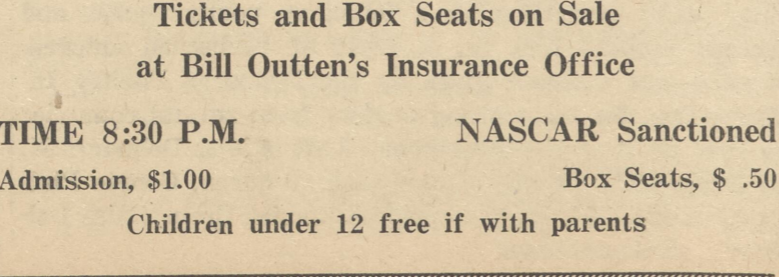 Tickets and Box Seats on Sale
at Bill Outten's Insurance Office
TIME 8:30 P.M. NASCAR Sanctioned
Admission, $1.00 Box Seats, $ .50
Children under 12 free if with parents